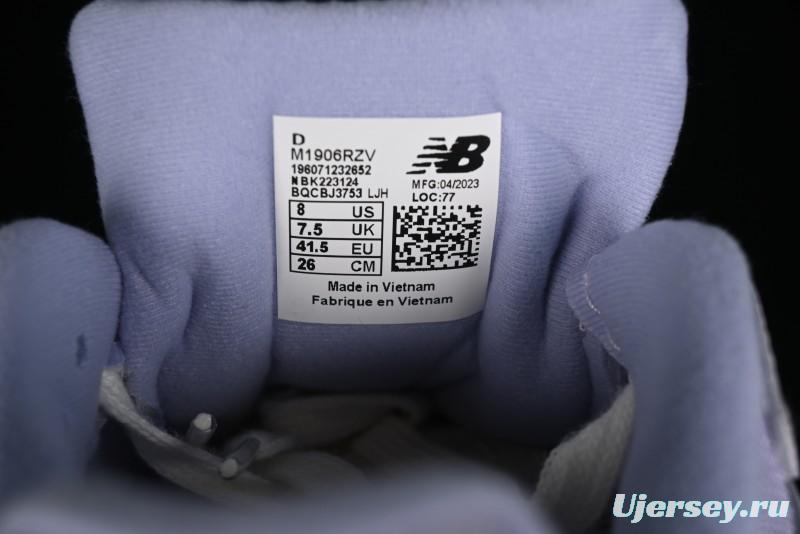 D
M1906RZV
196071232652
NBK223124
BQCBJ3753 LJH
NB
MFG:04/2023
LOC:77
8 US
7.5 UK
41.5 EU
26 CM
Made in Vietnam
Fabrique en Vietnam
Ujersey.ru